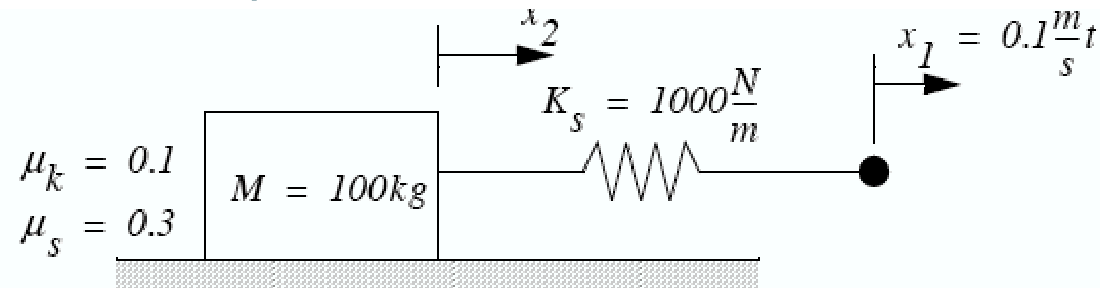 x₂
x₁ = 0.1 m/s t
Kₛ = 1000 N/m
μₖ = 0.1
M = 100kg
μₛ = 0.3